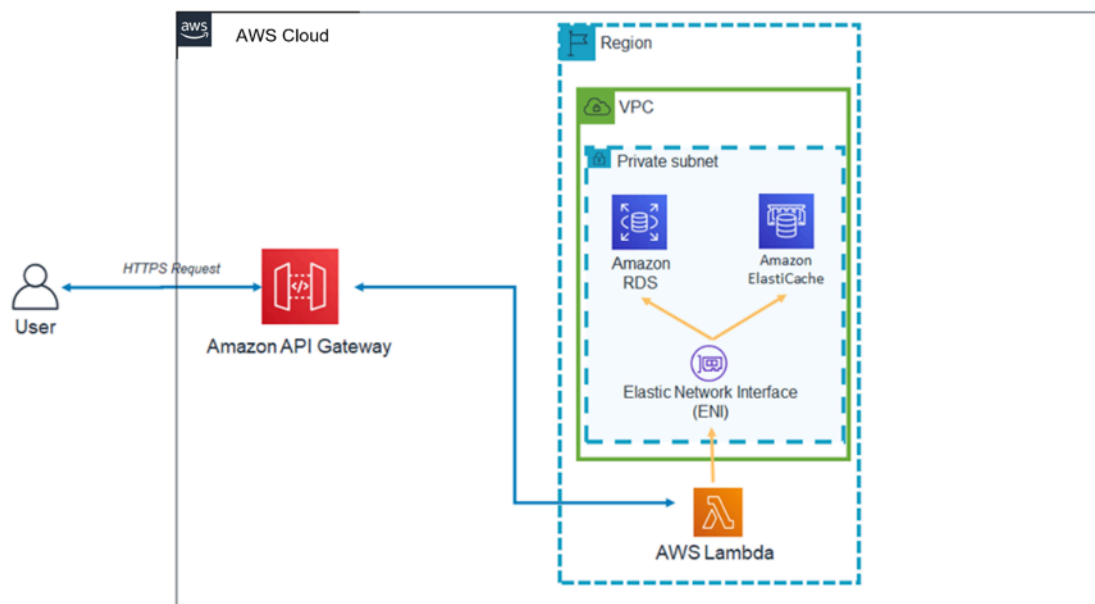 aws
AWS Cloud
Region
VPC
Private subnet
Amazon
RDS
Amazon
ElastiCache
HTTPS Request
User
</>
Amazon API Gateway
Elastic Network Interface
(ENI)
AWS Lambda